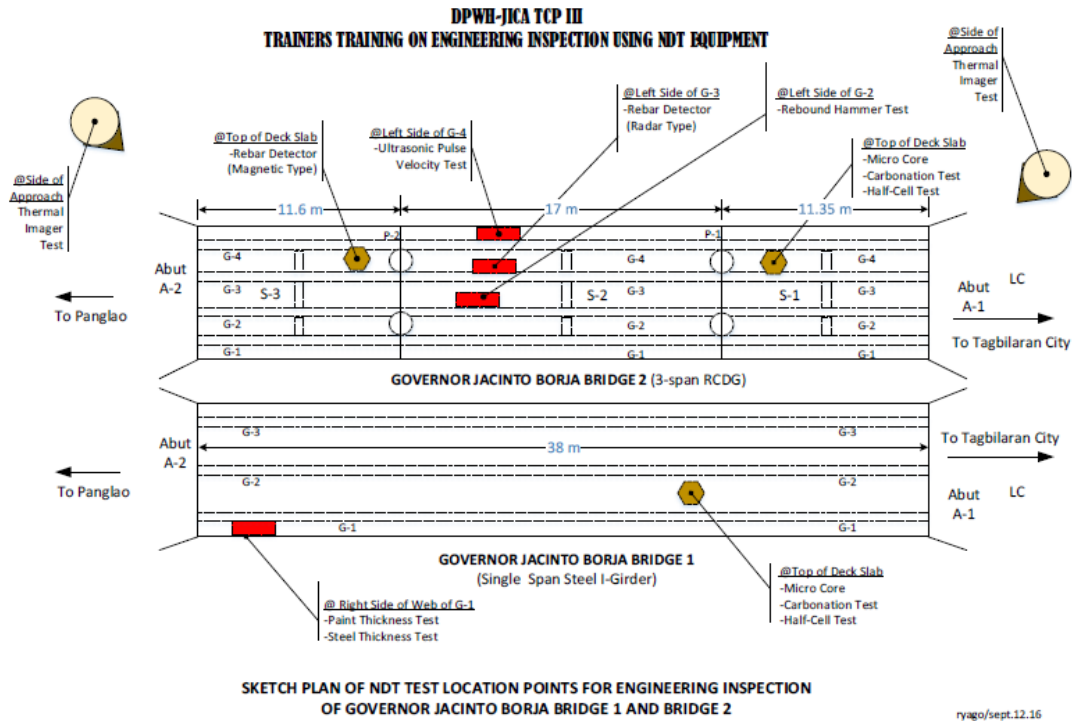 DPWH-JICA TCP III
TRAINERS TRAINING ON ENGINEERING INSPECTION USING NDT EQUIPMENT
@Side of
Approach
Thermal
Imager
Test
@Side of
Approach
Thermal
Imager
Test
@Top of Deck Slab
-Rebar Detector
(Magnetic Type)
@Left Side of G-4
-Ultrasonic Pulse
Velocity Test
@Left Side of G-3
-Rebar Detector
(Radar Type)
@Left Side of G-2
-Rebound Hammer Test
@Top of Deck Slab
-Micro Core
-Carbonation Test
-Half-Cell Test
11.6 m
17 m
11.35 m
P-2
P-1
G-4
G-4
G-4
Abut
A-2
G-3
S-3
S-2
G-3
S-1
G-3
Abut
A-1
LC
To Panglao
G-2
G-2
G-2
To Tagbilaran City
G-1
G-1
G-1
GOVERNOR JACINTO BORJA BRIDGE 2 (3-span RCDG)
Abut
A-2
G-3
G-3
To Tagbilaran City
38 m
To Panglao
G-2
G-2
Abut
A-1
LC
G-1
G-1
GOVERNOR JACINTO BORJA BRIDGE 1
(Single Span Steel I-Girder)
@ Right Side of Web of G-1
-Paint Thickness Test
-Steel Thickness Test
@Top of Deck Slab
-Micro Core
-Carbonation Test
-Half-Cell Test
SKETCH PLAN OF NDT TEST LOCATION POINTS FOR ENGINEERING INSPECTION
OF GOVERNOR JACINTO BORJA BRIDGE 1 AND BRIDGE 2
ryago/sept.12.16